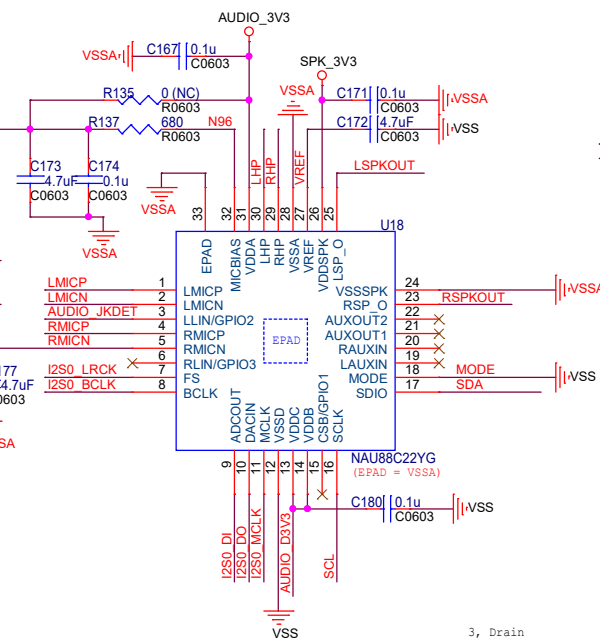 AUDIO_3V3
SPK_3V3
C167 0.1u
VSSA
C0603
R135 0 (NC)
R0603
R137 680
R0603
N96
VSSA
C171 0.1u
C0603
VSSA
C172 4.7uF
C0603
VSS
C173
4.7uF
C0603
C174
0.1u
C0603
VSSA
VSSA
LHP
RHP
VREF
LSPKOUT
33
32
31
30
29
28
27
26
25
U18
EPAD
MICBIAS
VDDA
LHP
RHP
VSSA
VREF
VDDSPK
LSP_O
LMICP 1 LMICP
LMICN 2 LMICN
AUDIO_JKDET 3 LLIN/GPIO2
RMICP 4 RMICP
RMICN 5 RMICN
6 RLIN/GPIO3
I2S0_LRCK 7 FS
I2S0_BCLK 8 BCLK
EPAD
VSSSPK 24 VSSA
RSP_O 23 RSPKOUT
AUXOUT2 22
AUXOUT1 21
RAUXIN 20
LAUXIN 19
MODE 18 MODE VSS
SDIO 17 SDA
177
4.7uF
0603
SA
ADCOUT
DACIN
MCLK
VSSD
VDDC
VDDB
CSB/GPIO1
SCLK
9
10
11
12
13
14
15
16
NAU88C22YG
(EPAD = VSSA)
I2S0_DI
I2S0_DO
I2S0_MCLK
AUDIO_D3V3
SCL
C180 0.1u
C0603
VSS
VSS
3, Drain